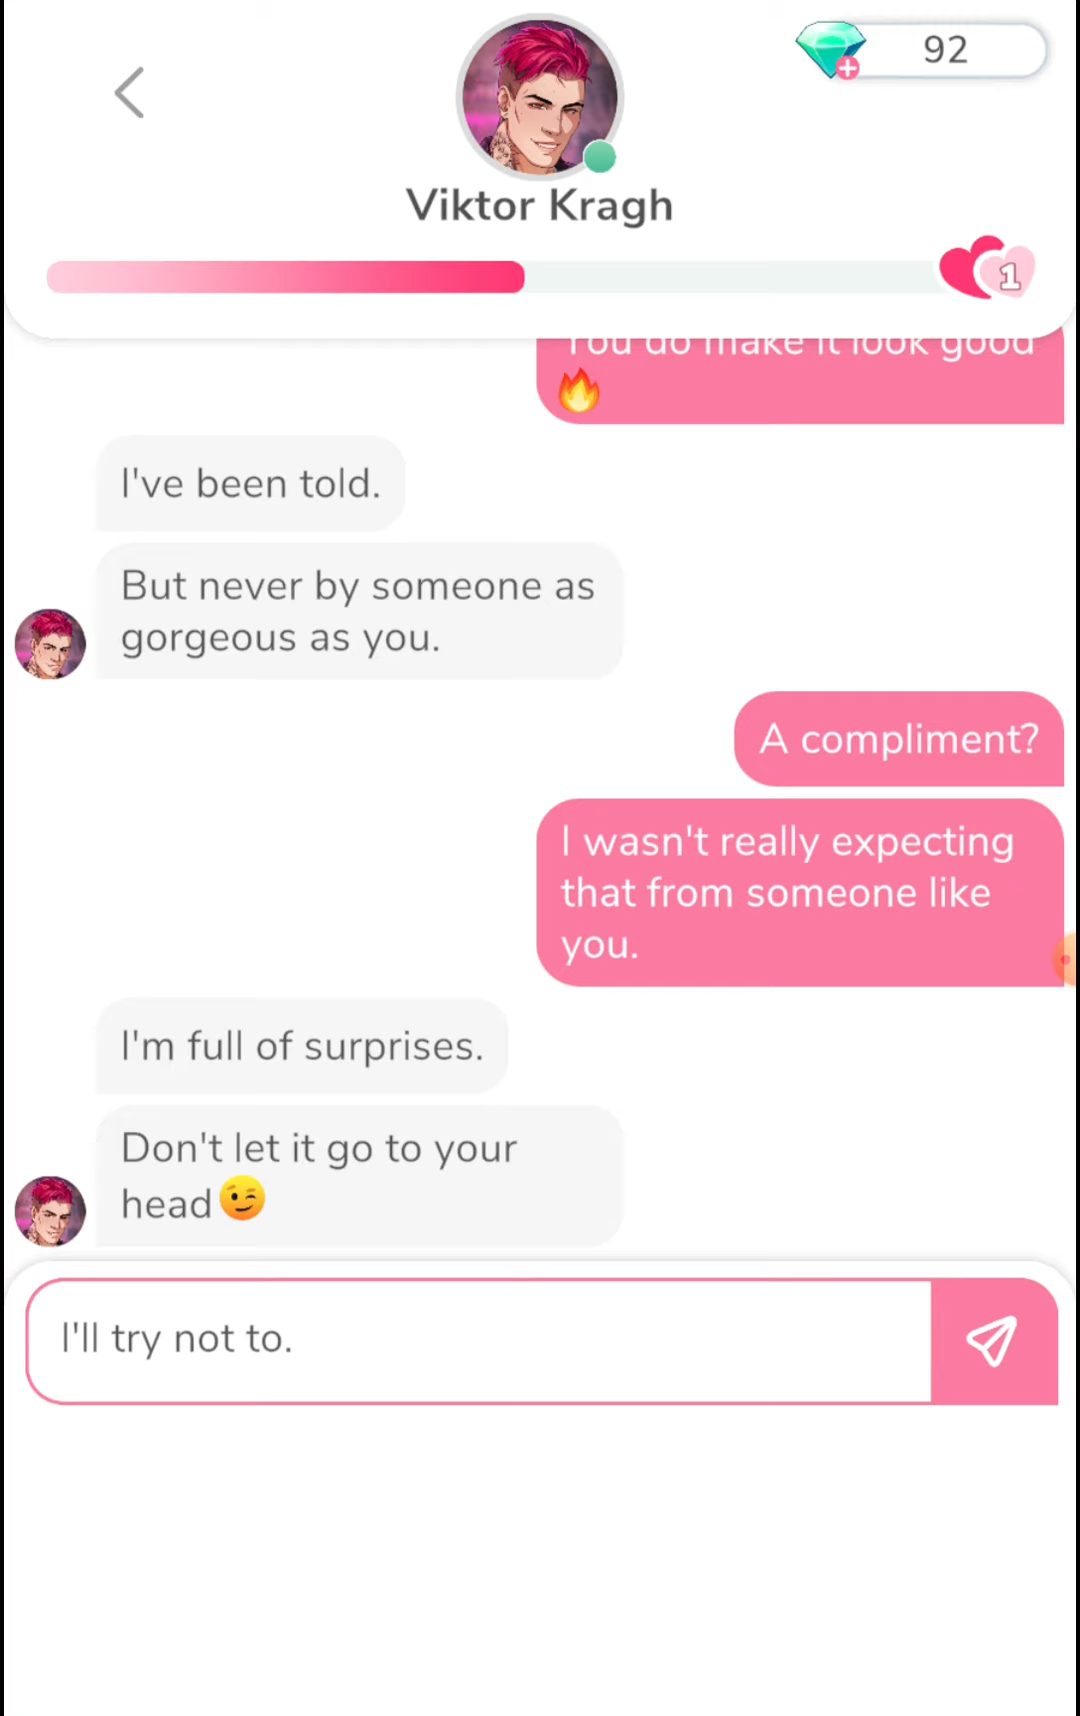 92
Viktor Kragh
1
You do make it look good
🔥
I've been told.
But never by someone as
gorgeous as you.
A compliment?
I wasn't really expecting
that from someone like
you.
I'm full of surprises.
Don't let it go to your
head😉
I'll try not to.